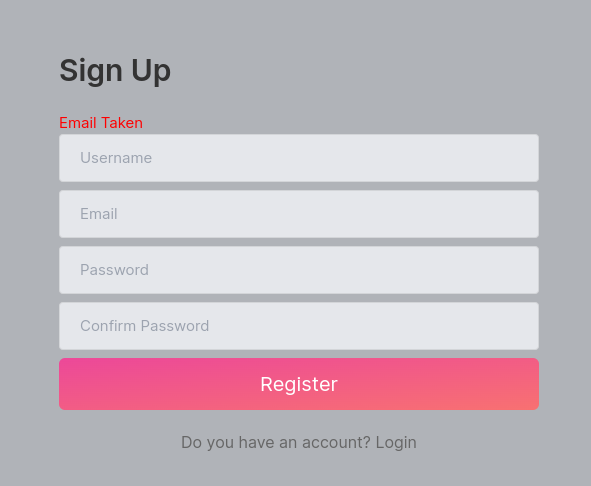 Sign Up
Email Taken
Username
Email
Password
Confirm Password
Register
Do you have an account? Login